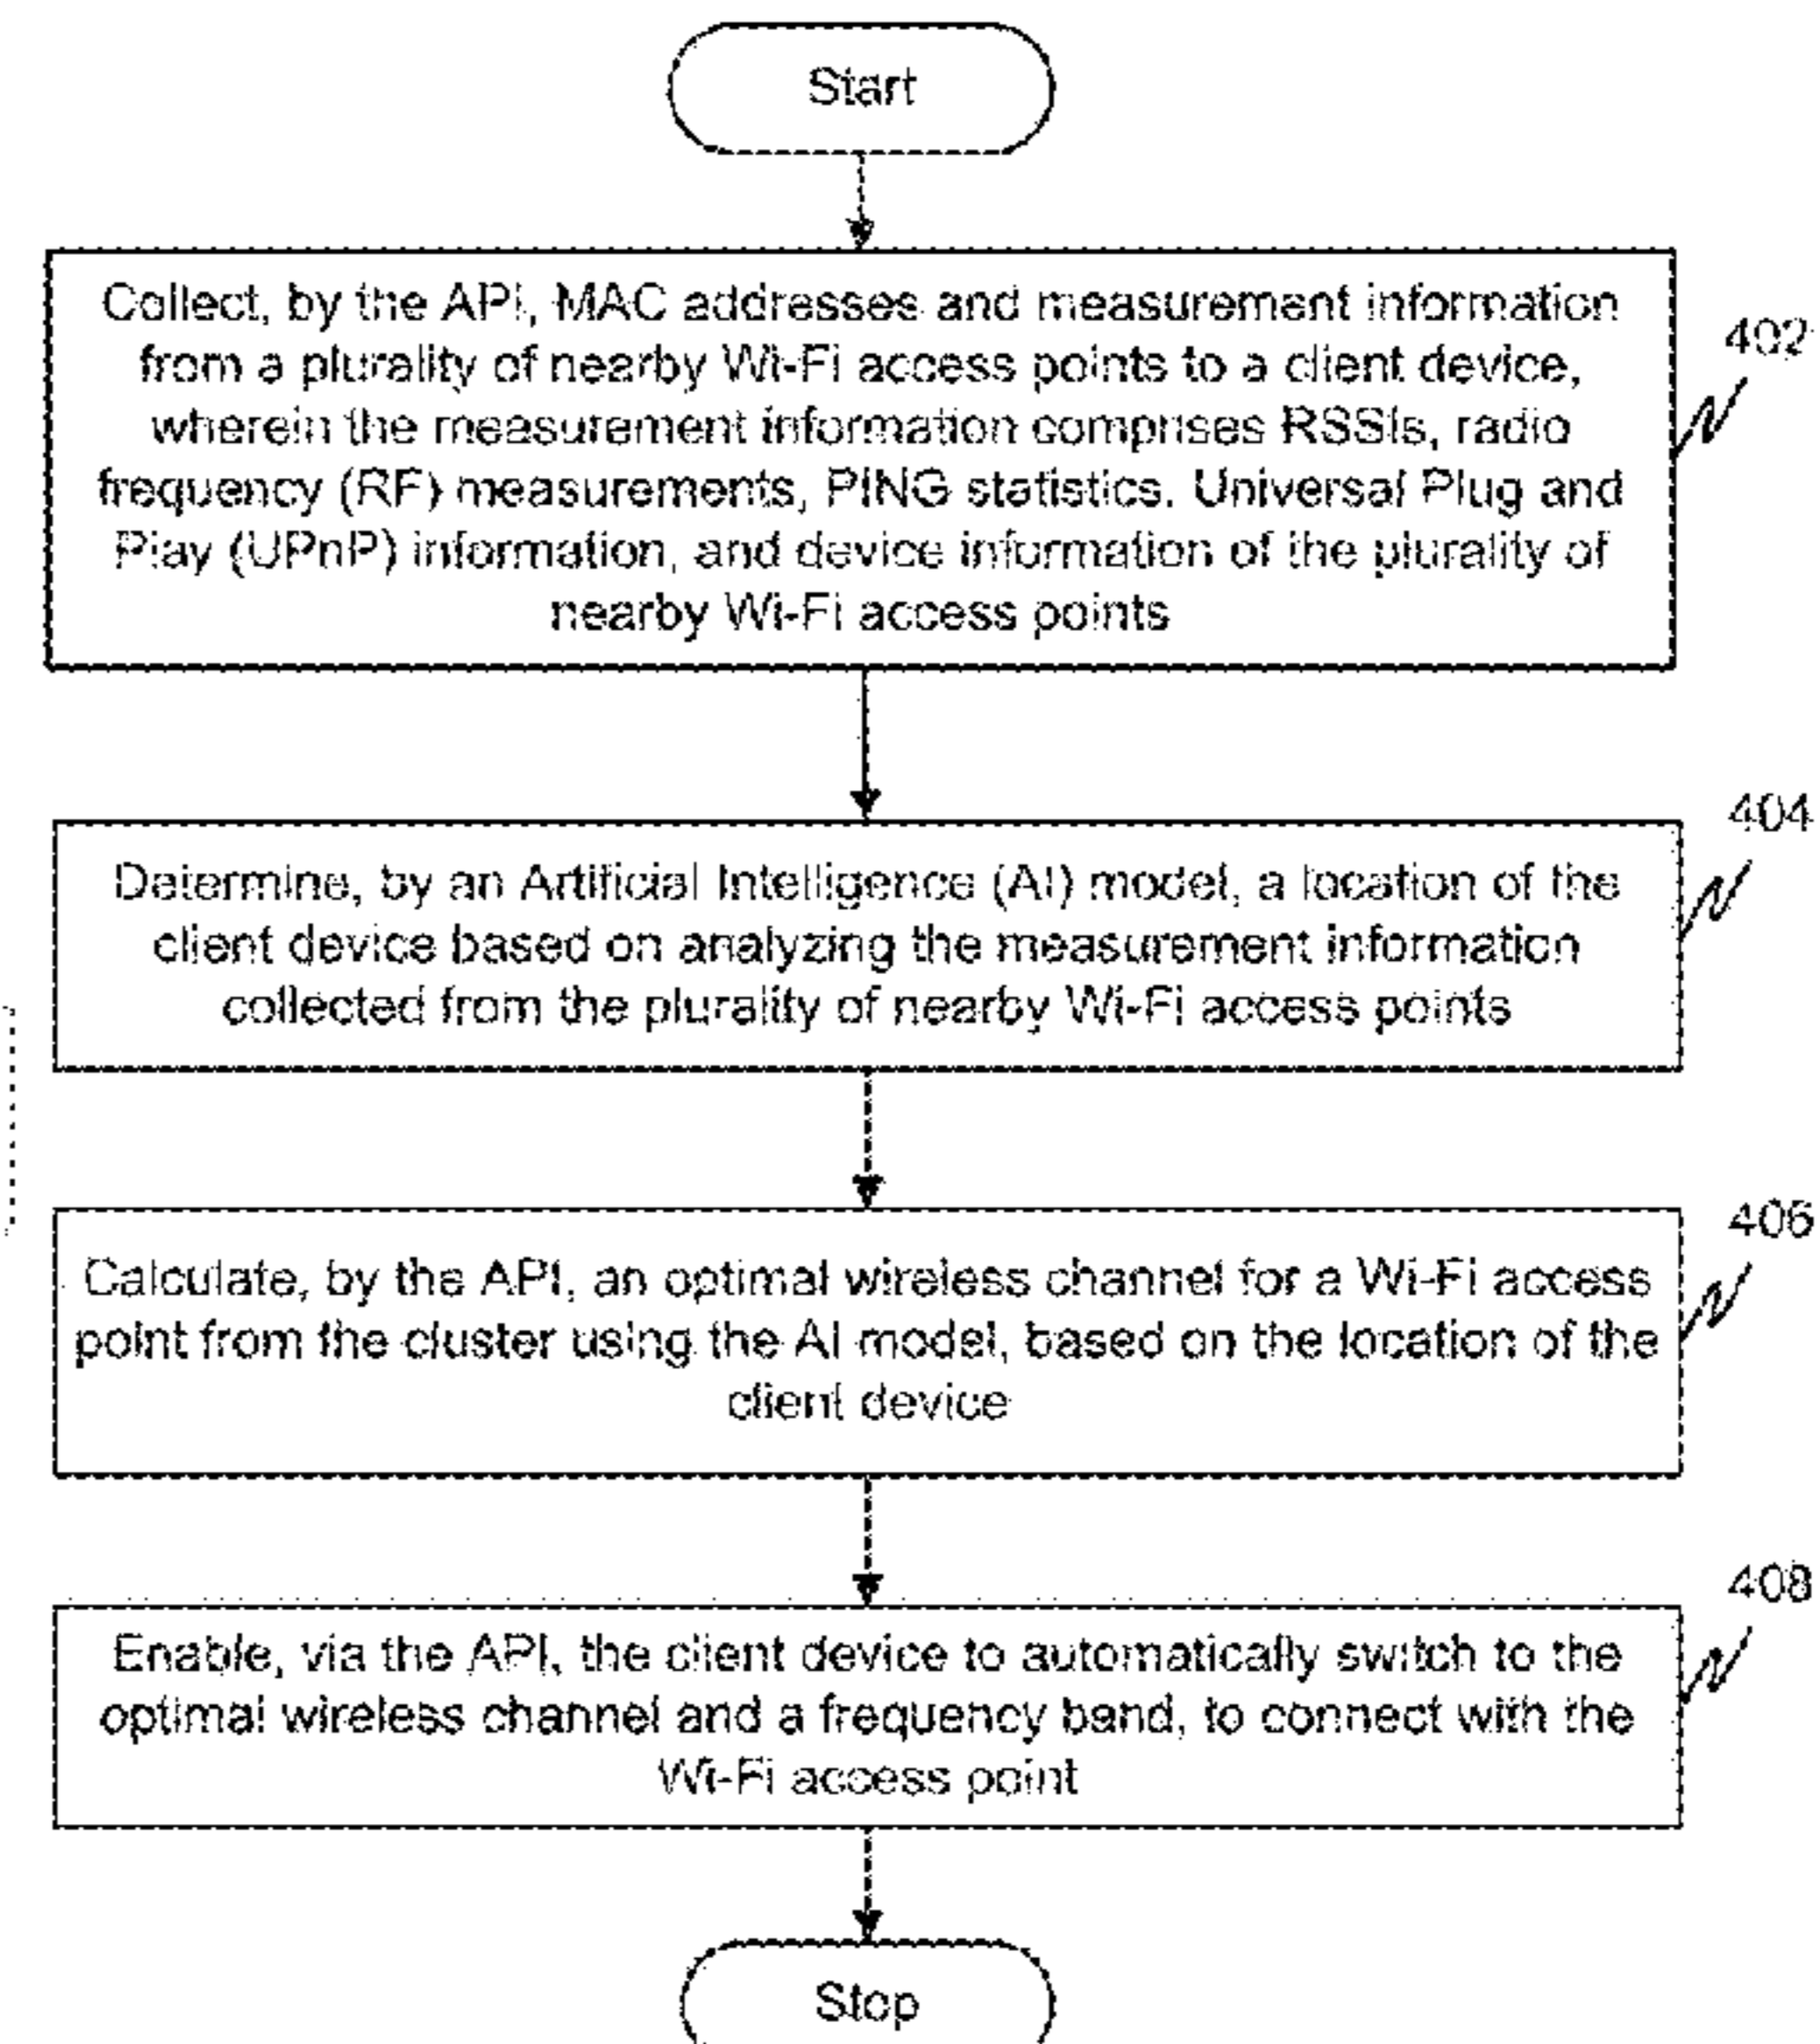 Start
Collect, by the API, MAC addresses and measurement information
from a plurality of nearby Wi-Fi access points to a client device,
wherein the measurement information comprises RSSIs, radio
frequency (RF) measurements, PING statistics, Universal Plug and
Play (UPnP) information, and device information of the plurality of
nearby Wi-Fi access points
402
Determine, by an Artificial Intelligence (AI) model, a location of the
client device based on analyzing the measurement information
collected from the plurality of nearby Wi-Fi access points
404
Calculate, by the API, an optimal wireless channel for a Wi-Fi access
point from the cluster using the AI model, based on the location of the
client device
406
Enable, via the API, the client device to automatically switch to the
optimal wireless channel and a frequency band, to connect with the
Wi-Fi access point
408
Stop